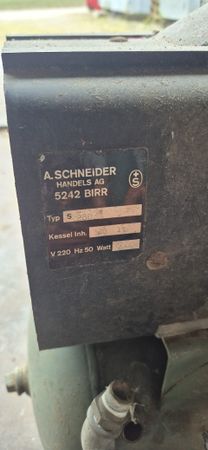 A.SCHNEIDER
HANDELS AG
5242 BIRR
S
Typ S
Kessel Inh.
V 220 Hz 50 Watt